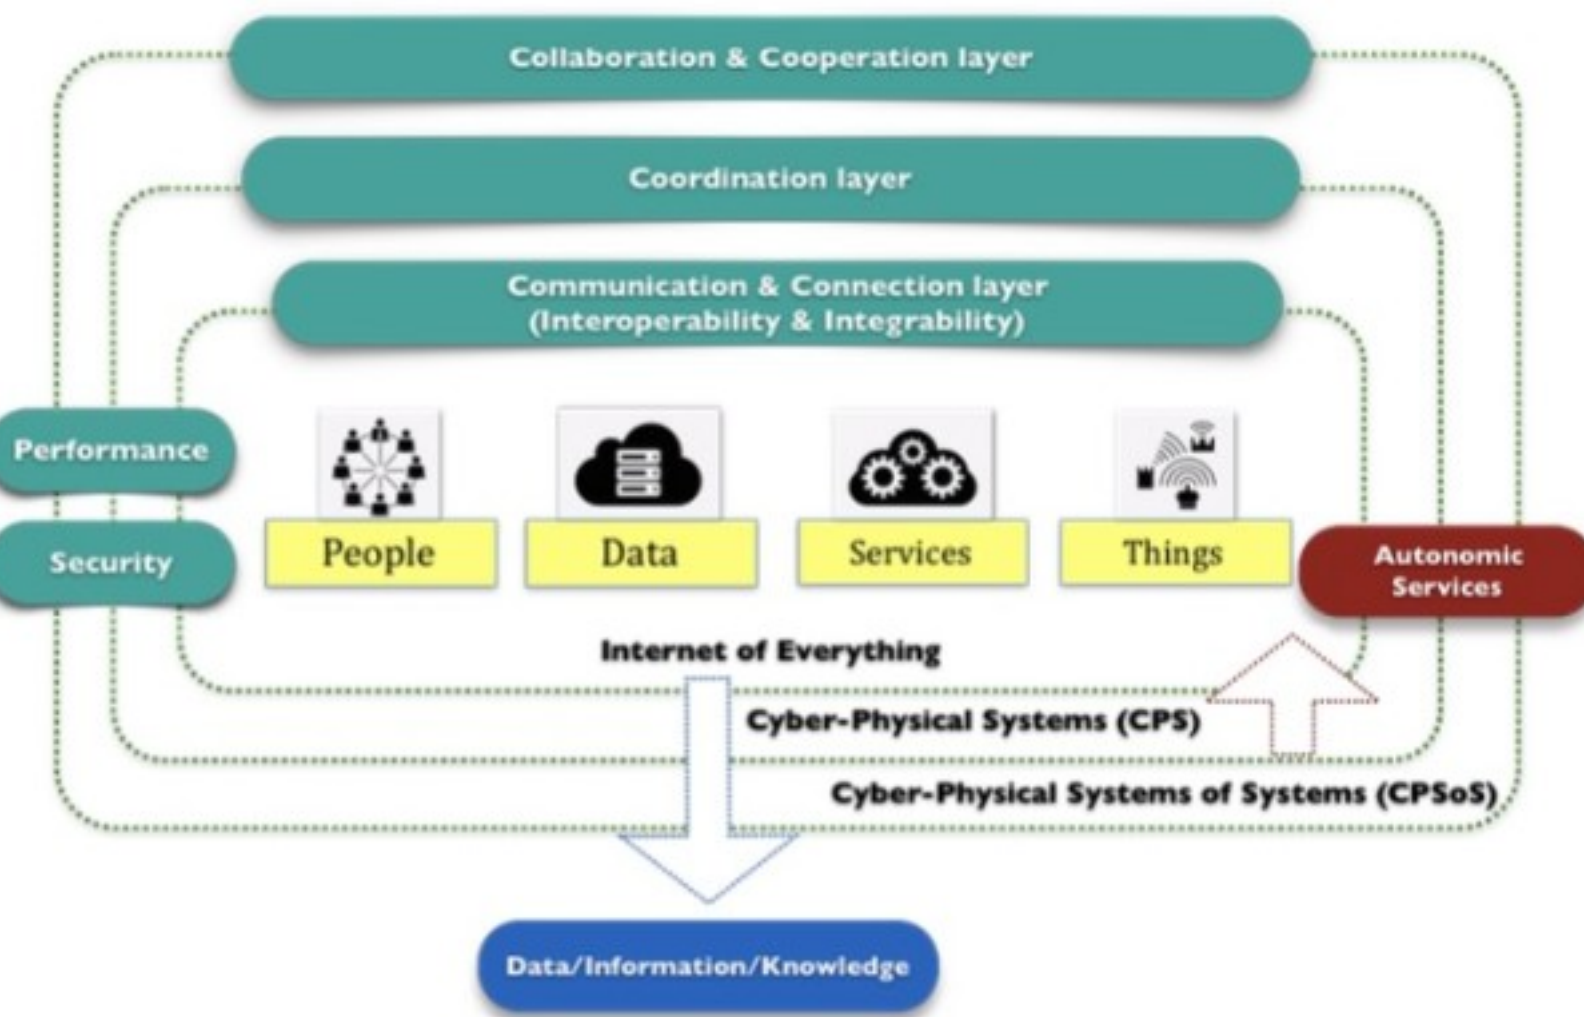 Collaboration & Cooperation layer
Coordination layer
Communication & Connection layer
(Interoperability & Integrability)
Performance
Security
People
Data
Services
Things
Autonomic
Services
Internet of Everything
Cyber-Physical Systems (CPS)
Cyber-Physical Systems of Systems (CPSoS)
Data/Information/Knowledge